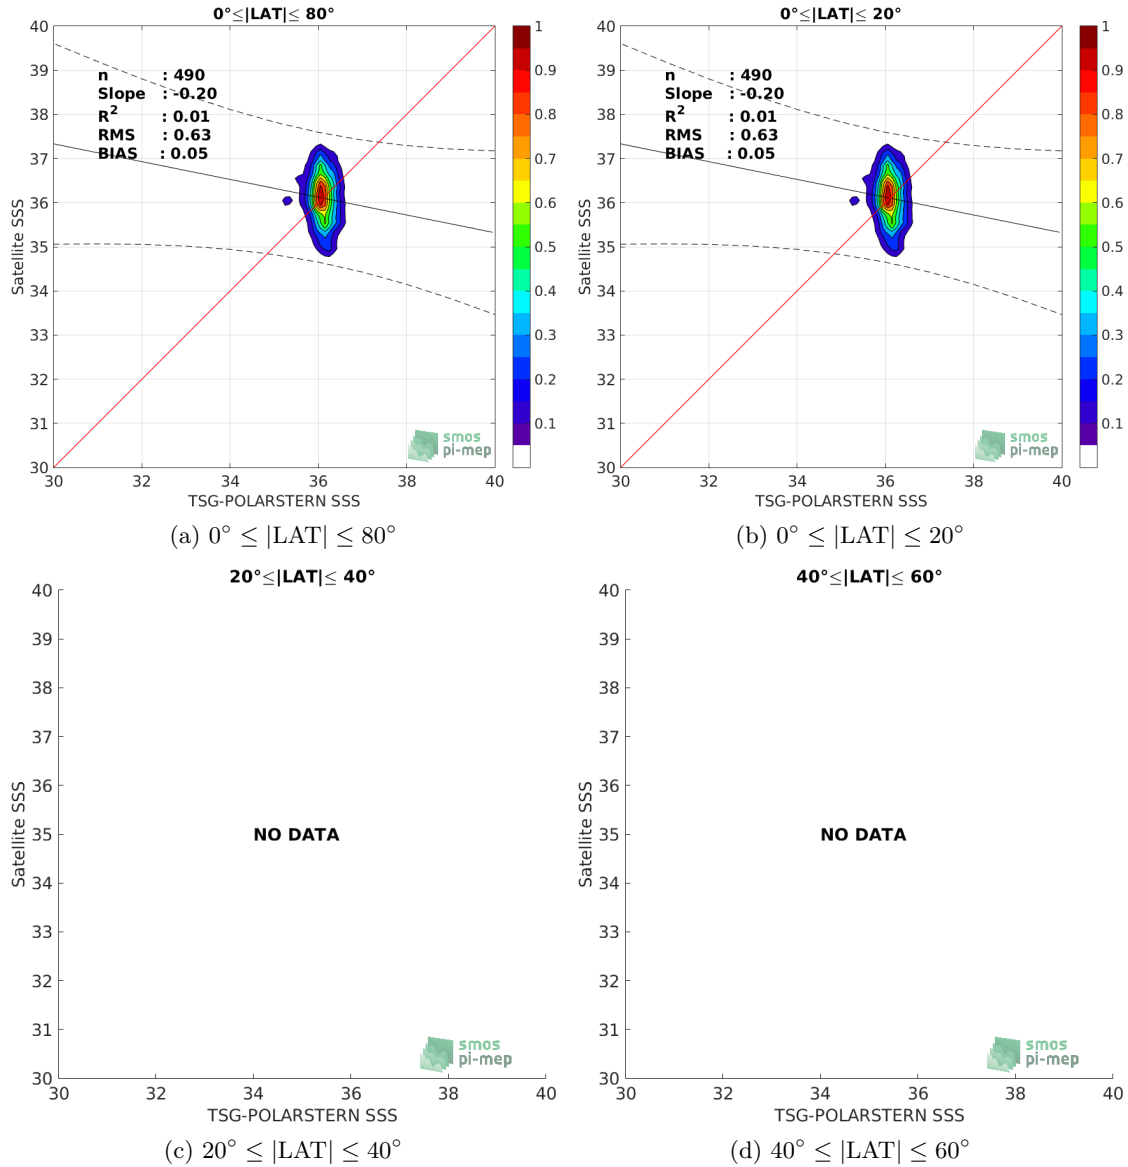 0°≤|LAT|≤ 80°
40
39
38
37
36
35
34
33
32
31
30
Satellite SSS
n : 490
Slope : -0.20
R² : 0.01
RMS : 0.63
BIAS : 0.05
smos
pi-mep
30 32 34 36 38 40
TSG-POLARSTERN SSS
1
0.9
0.8
0.7
0.6
0.5
0.4
0.3
0.2
0.1
(a) 0° ≤ |LAT| ≤ 80°
0°≤|LAT|≤ 20°
40
39
38
37
36
35
34
33
32
31
30
Satellite SSS
n : 490
Slope : -0.20
R² : 0.01
RMS : 0.63
BIAS : 0.05
smos
pi-mep
30 32 34 36 38 40
TSG-POLARSTERN SSS
1
0.9
0.8
0.7
0.6
0.5
0.4
0.3
0.2
0.1
(b) 0° ≤ |LAT| ≤ 20°
20°≤|LAT|≤ 40°
40
39
38
37
36
35
34
33
32
31
30
Satellite SSS
NO DATA
smos
pi-mep
30 32 34 36 38 40
TSG-POLARSTERN SSS
(c) 20° ≤ |LAT| ≤ 40°
40°≤|LAT|≤ 60°
40
39
38
37
36
35
34
33
32
31
30
Satellite SSS
NO DATA
smos
pi-mep
30 32 34 36 38 40
TSG-POLARSTERN SSS
(d) 40° ≤ |LAT| ≤ 60°